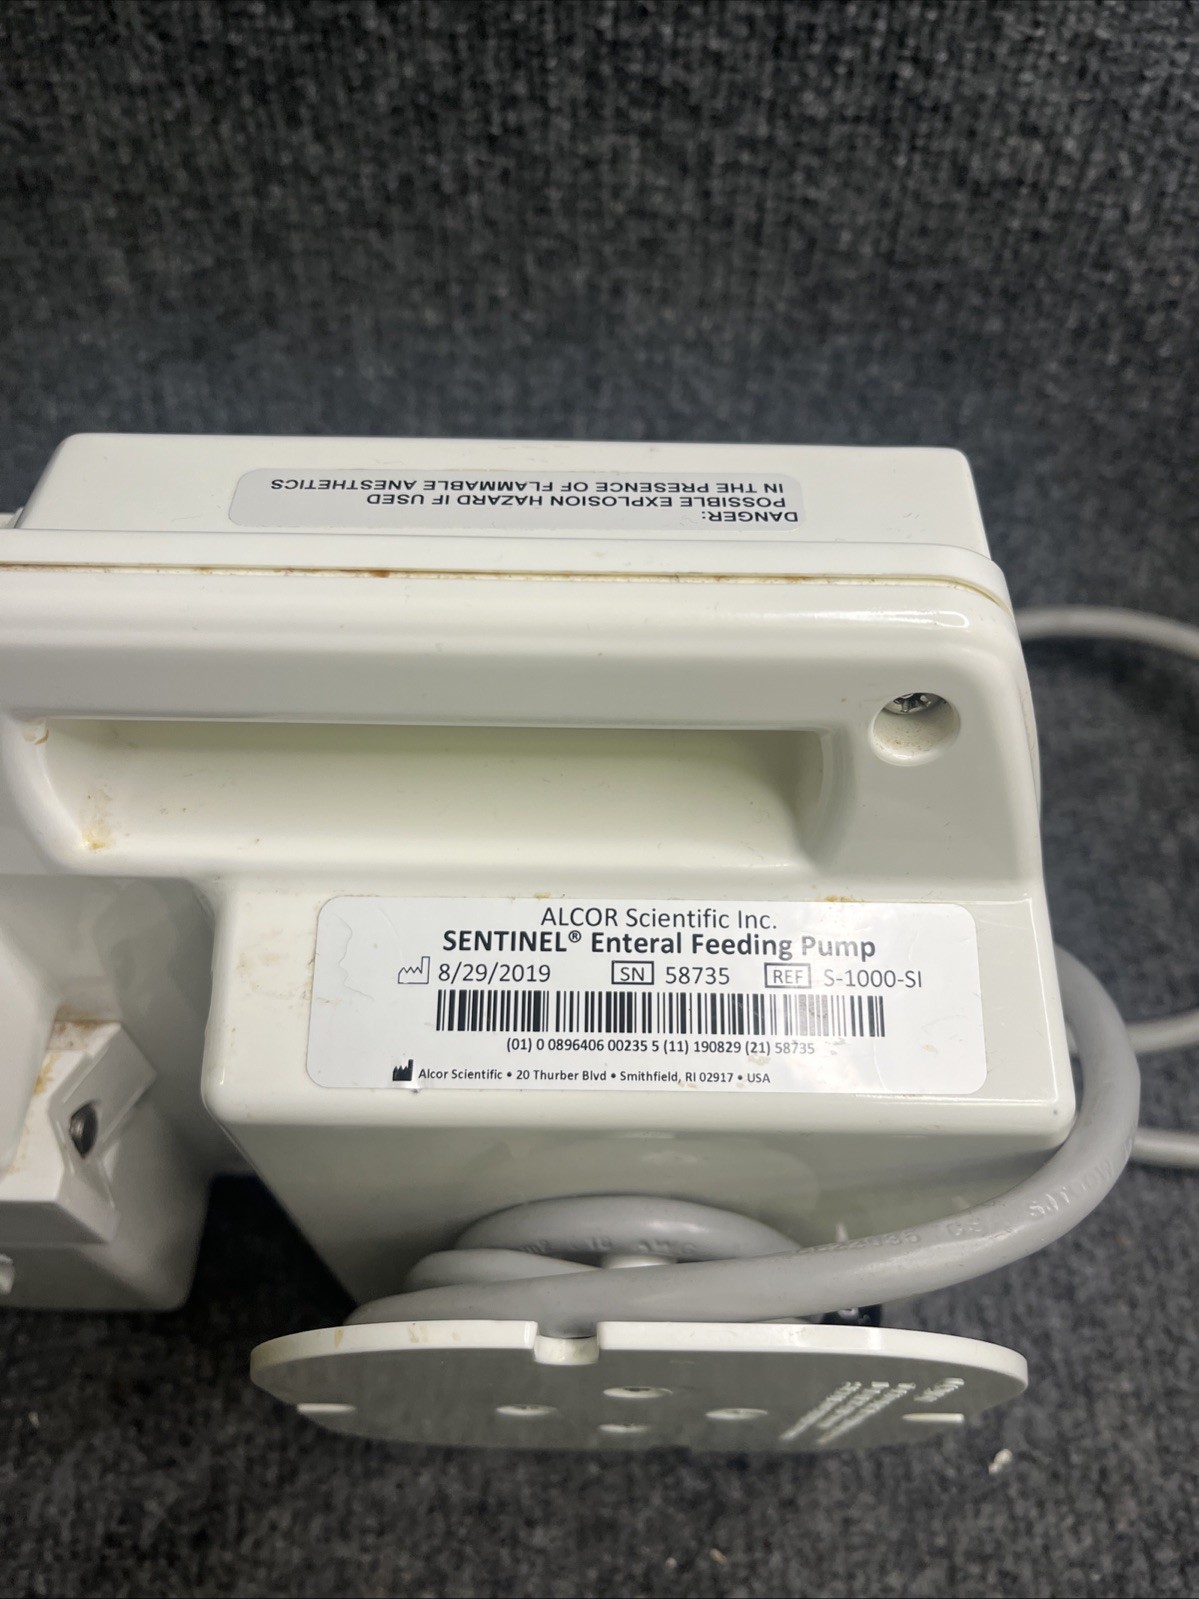 DANGER:
POSSIBLE EXPLOSION HAZARD IF USED
IN THE PRESENCE OF FLAMMABLE ANESTHETICS
ALCOR Scientific Inc.
SENTINEL® Enteral Feeding Pump
8/29/2019 SN 58735 REF S-1000-SI
(01) 0 0896406 00235 5 (11) 190829 (21) 58735
Alcor Scientific • 20 Thurber Blvd • Smithfield, RI 02917 • USA